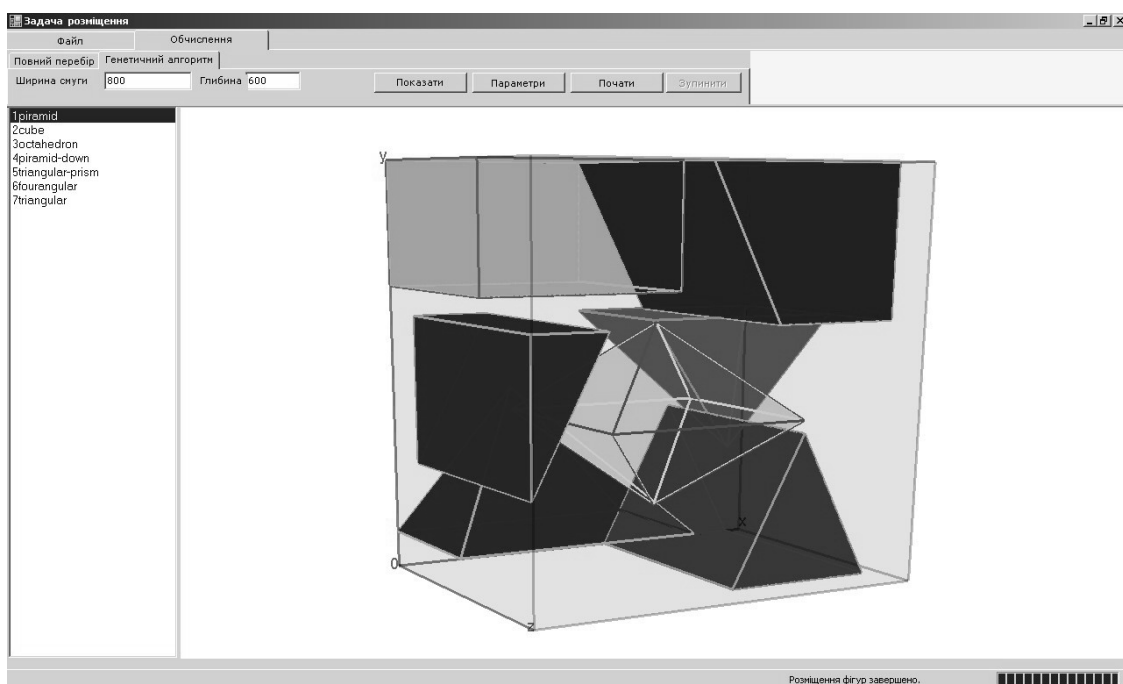 Задача розміщення
Файл Обчислення
Повний перебір Генетичний алгоритм
Ширина смуги 800 Глибина 600 Показати Параметри Почати Зупинити
1piramid
2cube
3octahedron
4piramid-down
5triangular-prism
6fourangular
7triangular
y
x
0
z
Розміщення фігур завершено.